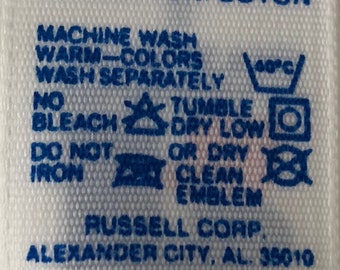 MACHINE WASH
WARM—COLORS
WASH SEPARATELY
40°C
NO
BLEACH
TUMBLE
DRY LOW
DO NOT
IRON
OR DRY
CLEAN
EMBLEM
RUSSELL CORP.
ALEXANDER CITY, AL. 35010